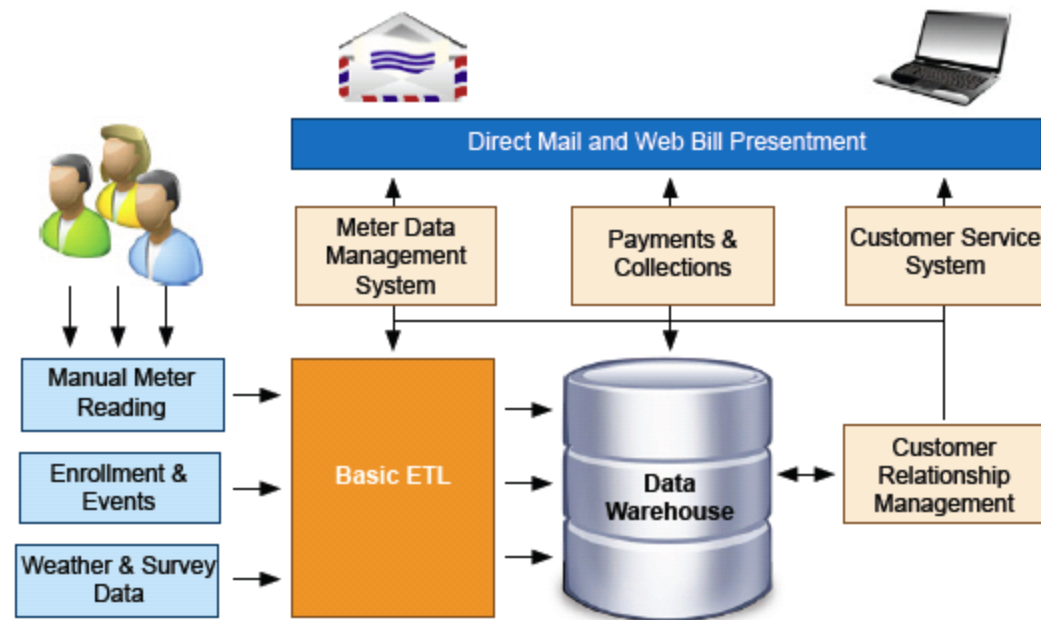 Direct Mail and Web Bill Presentment
Meter Data
Management
System
Payments &
Collections
Customer Service
System
Manual Meter
Reading
Enrollment &
Events
Weather & Survey
Data
Basic ETL
Data
Warehouse
Customer
Relationship
Management